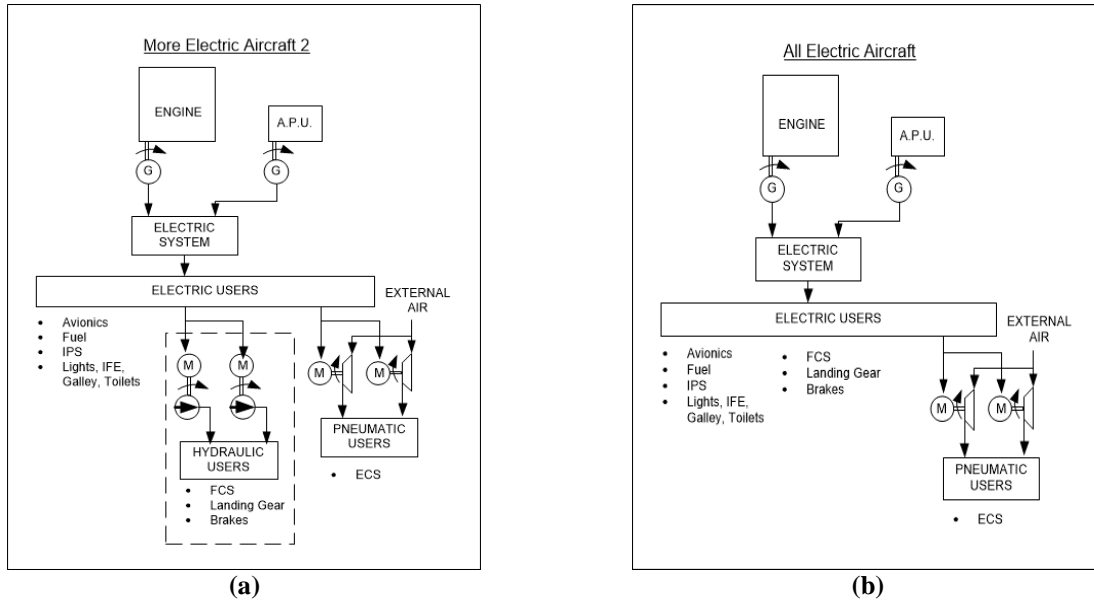 More Electric Aircraft 2
ENGINE
A.P.U.
G
G
ELECTRIC
SYSTEM
ELECTRIC USERS
EXTERNAL
AIR
• Avionics
• Fuel
• IPS
• Lights, IFE,
Galley, Toilets
M
M
M
M
HYDRAULIC
USERS
• FCS
• Landing Gear
• Brakes
PNEUMATIC
USERS
• ECS
(a)
All Electric Aircraft
ENGINE
A.P.U.
G
G
ELECTRIC
SYSTEM
ELECTRIC USERS
EXTERNAL
AIR
• Avionics
• Fuel
• IPS
• Lights, IFE,
Galley, Toilets
• FCS
• Landing Gear
• Brakes
M
M
PNEUMATIC
USERS
• ECS
(b)